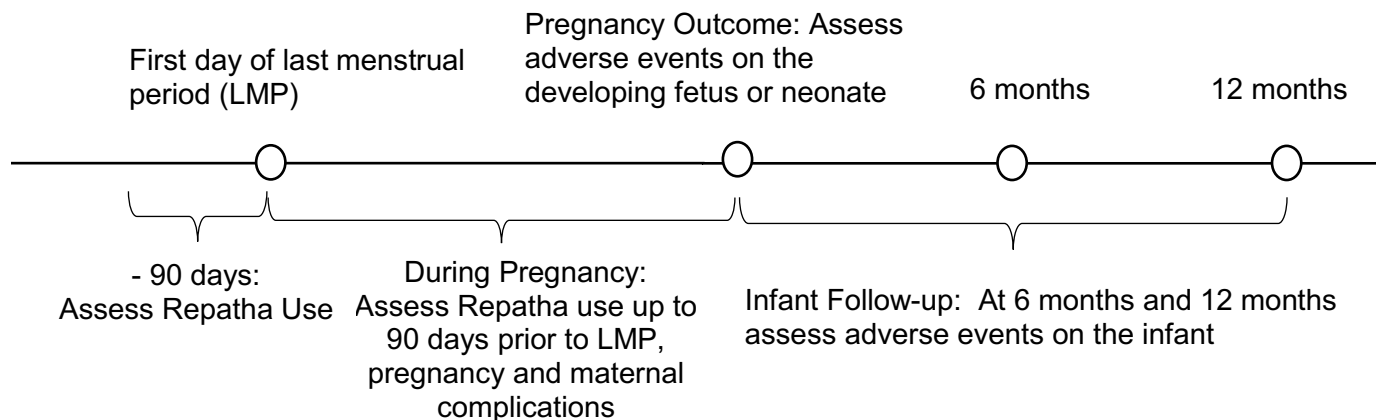 Pregnancy Outcome: Assess
adverse events on the
developing fetus or neonate
First day of last menstrual
period (LMP)
6 months
12 months
- 90 days:
Assess Repatha Use
During Pregnancy:
Assess Repatha use up to
90 days prior to LMP,
pregnancy and maternal
complications
Infant Follow-up: At 6 months and 12 months
assess adverse events on the infant